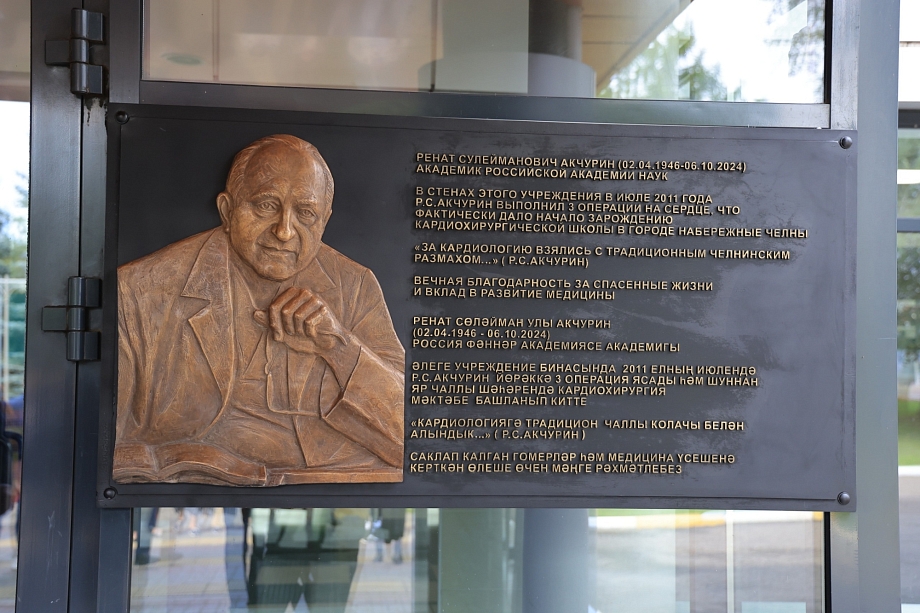 РЕНАТ СУЛЕЙМАНОВИЧ АКЧУРИН (02.04.1946-06.10.2024)
АКАДЕМИК РОССИЙСКОЙ АКАДЕМИИ НАУК
В СТЕНАХ ЭТОГО УЧРЕЖДЕНИЯ В ИЮЛЕ 2011 ГОДА
Р.С.АКЧУРИН ВЫПОЛНИЛ 3 ОПЕРАЦИИ НА СЕРДЦЕ, ЧТО
ФАКТИЧЕСКИ ДАЛО НАЧАЛО ЗАРОЖДЕНИЮ
КАРДИОХИРУРГИЧЕСКОЙ ШКОЛЫ В ГОРОДЕ НАБЕРЕЖНЫЕ ЧЕЛНЫ
«ЗА КАРДИОЛОГИЮ ВЗЯЛИСЬ С ТРАДИЦИОННЫМ ЧЕЛНИНСКИМ
РАЗМАХОМ...» ( Р.С.АКЧУРИН)
ВЕЧНАЯ БЛАГОДАРНОСТЬ ЗА СПАСЕННЫЕ ЖИЗНИ
И ВКЛАД В РАЗВИТИЕ МЕДИЦИНЫ
РЕНАТ СӨЛӘЙМАН УЛЫ АКЧУРИН
(02.04.1946 - 06.10.2024)
РОССИЯ ФӘННӘР АКАДЕМИЯСЕ АКАДЕМИГЫ
ӘЛЕГЕ УЧРЕЖДЕНИЕ БИНАСЫНДА 2011 ЕЛНЫҢ ИЮЛЕНДӘ
Р.С.АКЧУРИН ЙӨРӘККӘ 3 ОПЕРАЦИЯ ЯСАДЫ ҺӘМ ШУННАН
ЯР ЧАЛЛЫ ШӘҺӘРЕНДӘ КАРДИОХИРУРГИЯ
МӘКТӘБЕ БАШЛАНЫП КИТТЕ
«КАРДИОЛОГИЯГӘ ТРАДИЦИОН ЧАЛЛЫ КОЛАЧЫ БЕЛӘН
АЛЫНДЫК...» ( Р.С.АКЧУРИН )
САКЛАП КАЛГАН ГОМЕРЛӘР ҺӘМ МЕДИЦИНА ҮСЕШЕНӘ
КЕРТКӘН ӨЛЕШЕ ӨЧЕН МӘҢГЕ РӘХМӘТЛЕБЕЗ